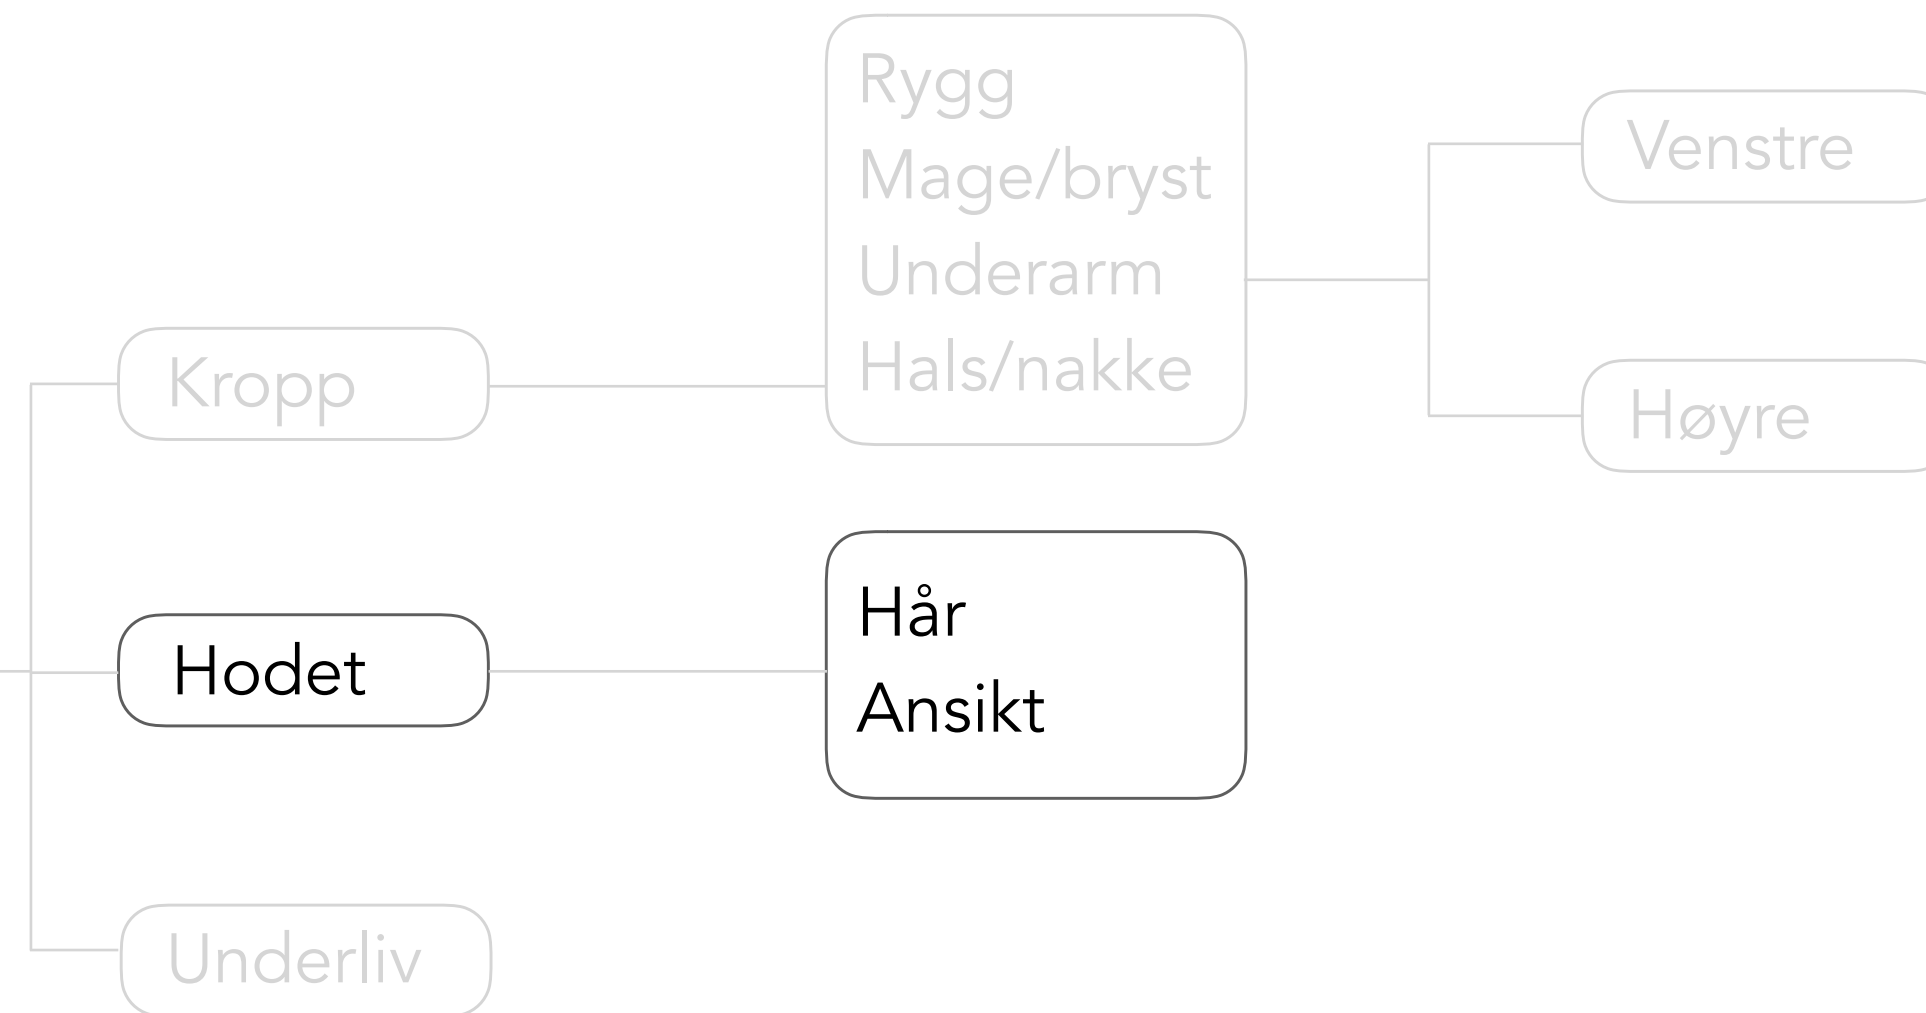 Rygg
Mage/bryst
Underarm
Hals/nakke
Venstre
Høyre
Kropp
Hodet
Hår
Ansikt
Underliv